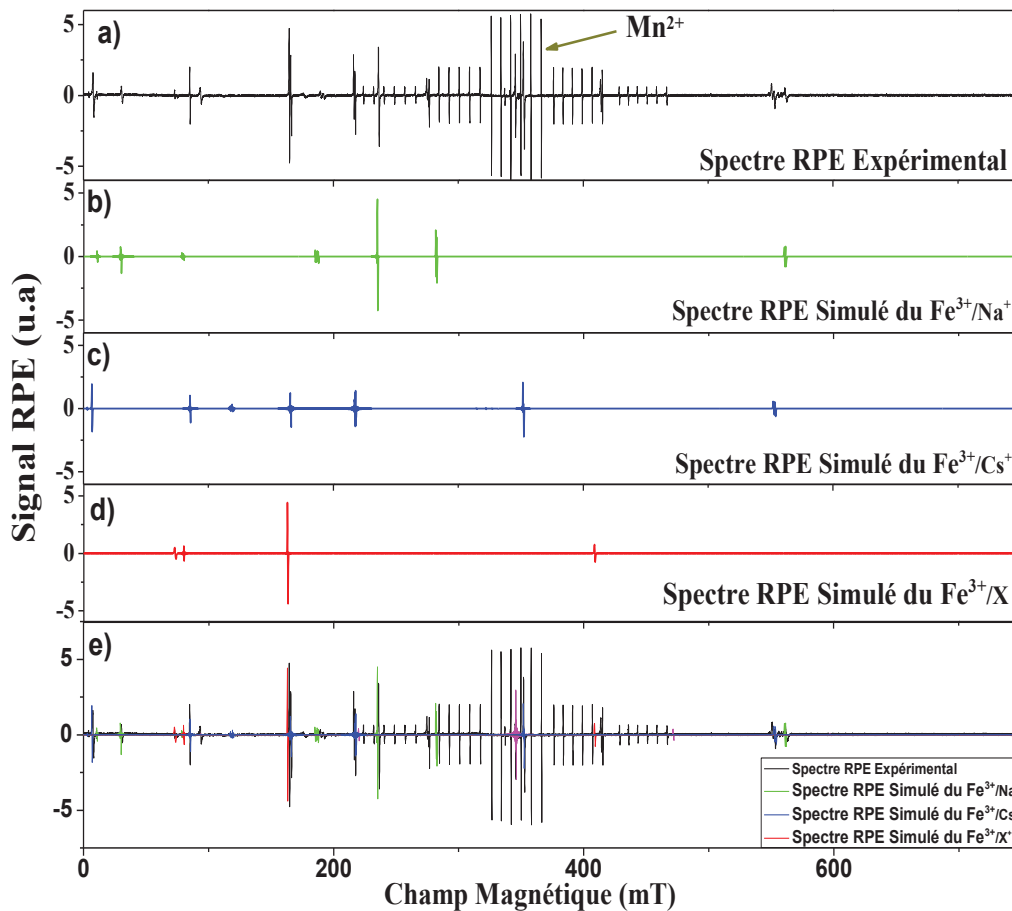 Signal RPE (u.a)
a)
5
0
-5
Mn²⁺
Spectre RPE Expérimental
b)
5
0
-5
Spectre RPE Simulé du Fe³⁺/Na⁺
c)
5
0
-5
Spectre RPE Simulé du Fe³⁺/Cs⁺
d)
5
0
-5
Spectre RPE Simulé du Fe³⁺/X
e)
5
0
-5
Spectre RPE Expérimental
Spectre RPE Simulé du Fe³⁺/Na
Spectre RPE Simulé du Fe³⁺/Cs
Spectre RPE Simulé du Fe³⁺/X⁺
0 200 400 600
Champ Magnétique (mT)